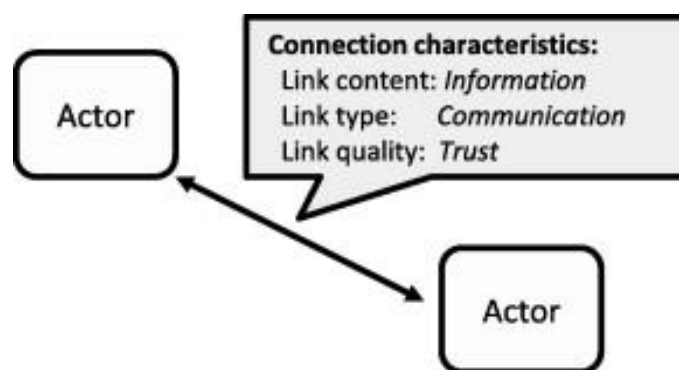 Connection characteristics:
Link content: Information
Link type: Communication
Link quality: Trust
Actor
Actor